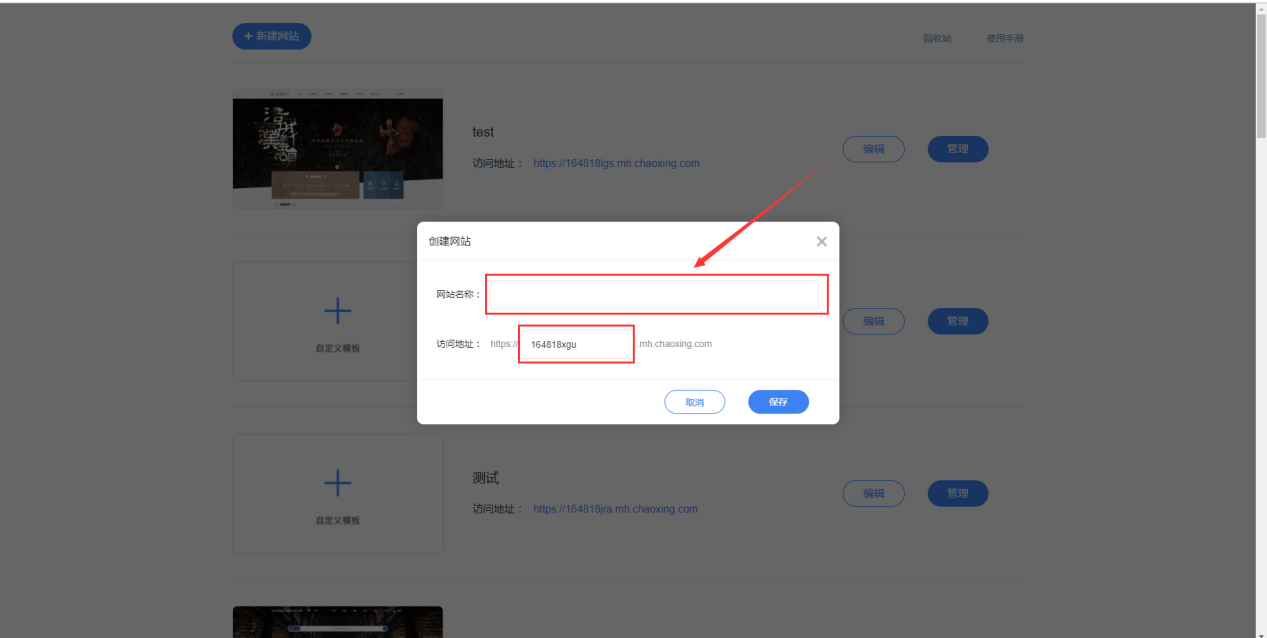 + 新建网站
回收站 使用手册
test
访问地址： https://164818lgs.mh.chaoxing.com
编辑 管理
创建网站 ×
网站名称：
访问地址： https:// 164818xgu .mh.chaoxing.com
取消 保存
自定义模板
编辑 管理
测试
访问地址： https://164818jra.mh.chaoxing.com
编辑 管理
自定义模板